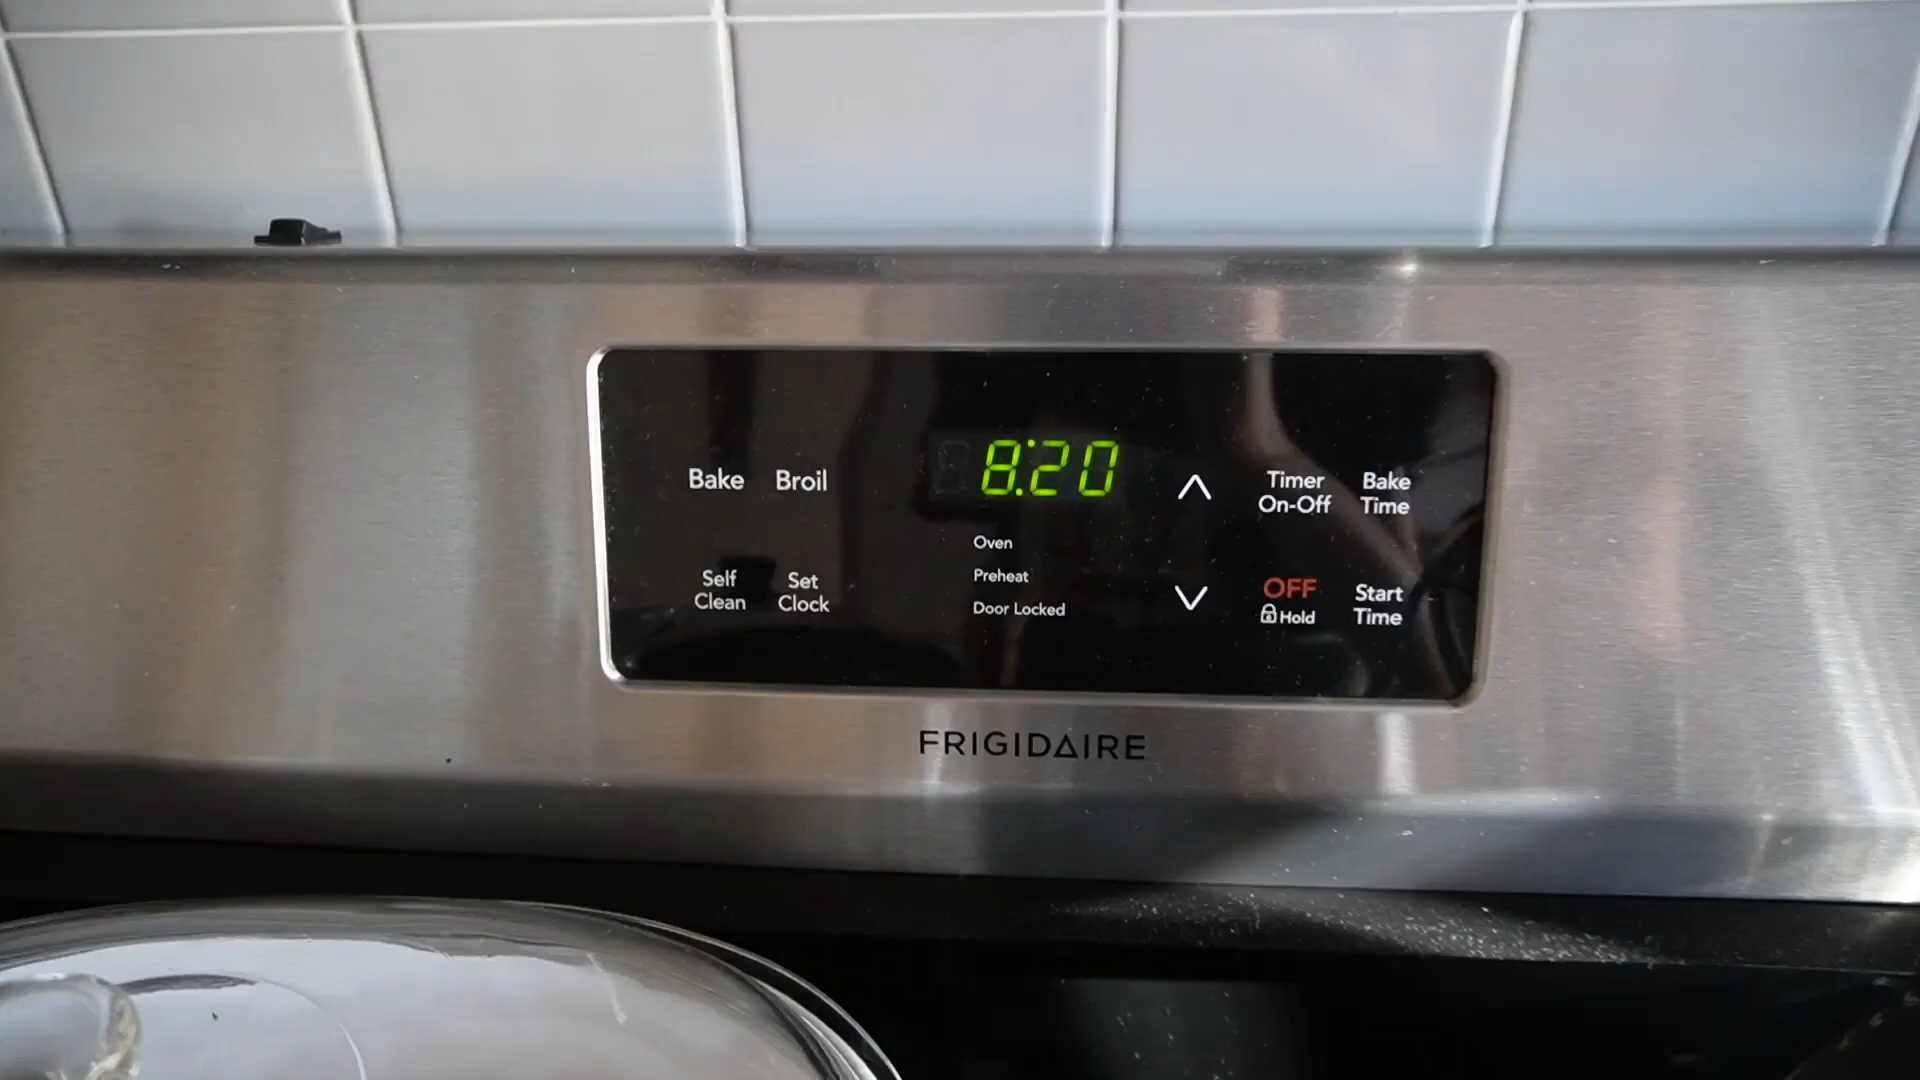 8:20
Bake Broil
Timer
On-Off
Bake
Time
Oven
Preheat
Door Locked
Self
Clean
Set
Clock
OFF
Hold
Start
Time
FRIGIDAIRE